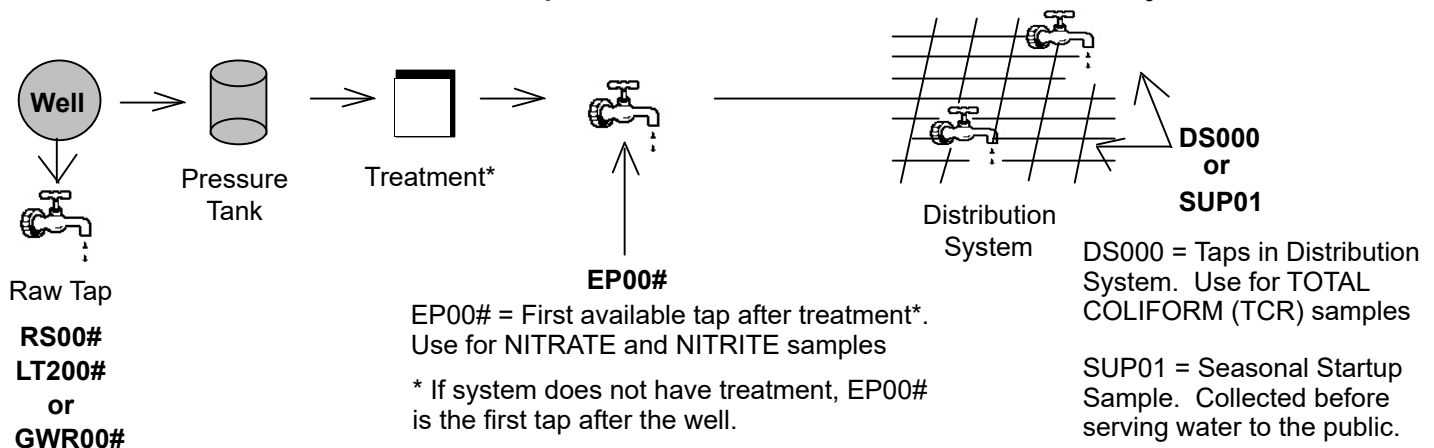 Well
Pressure
Tank
Treatment*
Raw Tap
RS00#
LT200#
or
GWR00#
EP00#
EP00# = First available tap after treatment*.
Use for NITRATE and NITRITE samples
* If system does not have treatment, EP00#
is the first tap after the well.
Distribution
System
DS000
or
SUP01
DS000 = Taps in Distribution
System. Use for TOTAL
COLIFORM (TCR) samples
SUP01 = Seasonal Startup
Sample. Collected before
serving water to the public.